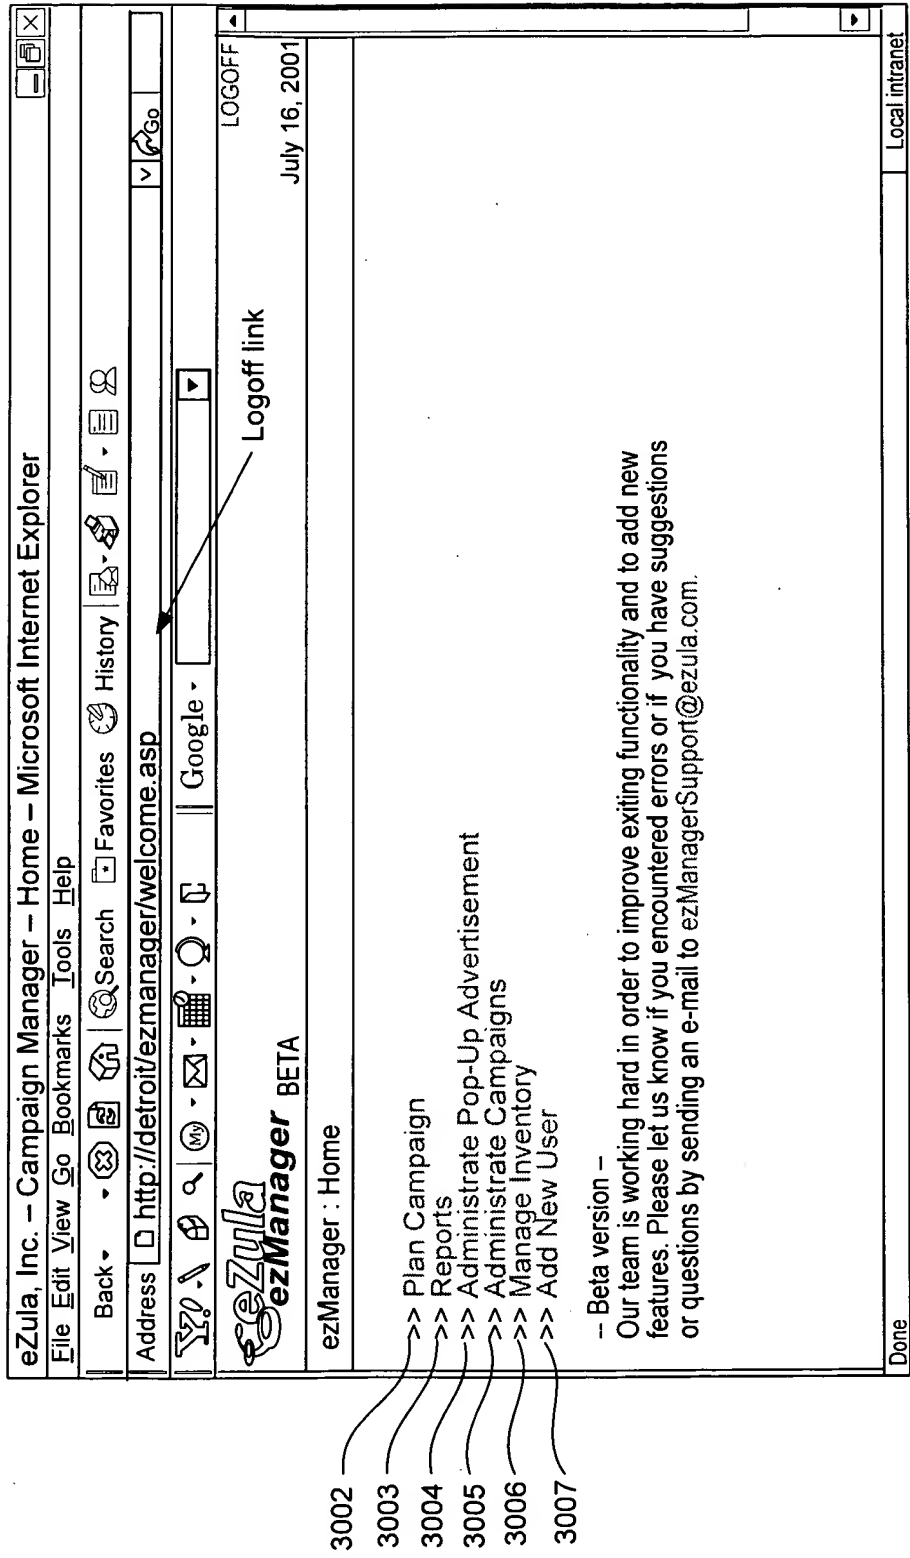 eZula, Inc. – Campaign Manager – Home – Microsoft Internet Explorer
File Edit View Go Bookmarks Tools Help
Back Search Favorites History
Address http://detroit/ezmanager/welcome.asp Go
Y! My Google
Logoff link
eZula
ezManager BETA
LOGOFF
July 16, 2001
ezManager : Home
3002 >> Plan Campaign
3003 >> Reports
3004 >> Administrate Pop-Up Advertisement
3005 >> Administrate Campaigns
3006 >> Manage Inventory
3007 >> Add New User
-- Beta version –
Our team is working hard in order to improve exiting functionality and to add new
features. Please let us know if you encountered errors or if you have suggestions
or questions by sending an e-mail to ezManagerSupport@ezula.com.
Done Local intranet